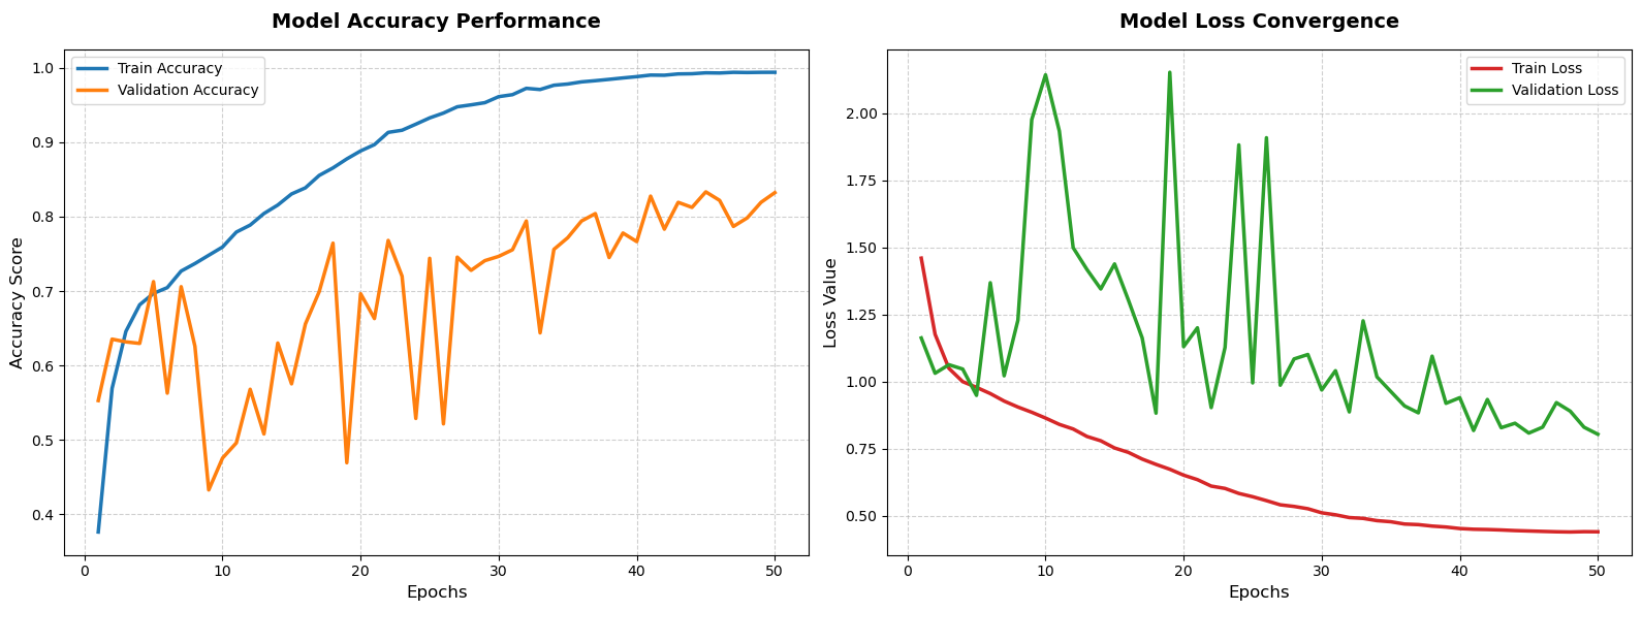 Model Accuracy Performance
Train Accuracy
Validation Accuracy
Accuracy Score
1.0
0.9
0.8
0.7
0.6
0.5
0.4
0 10 20 30 40 50
Epochs
Model Loss Convergence
Train Loss
Validation Loss
Loss Value
2.00
1.75
1.50
1.25
1.00
0.75
0.50
0 10 20 30 40 50
Epochs